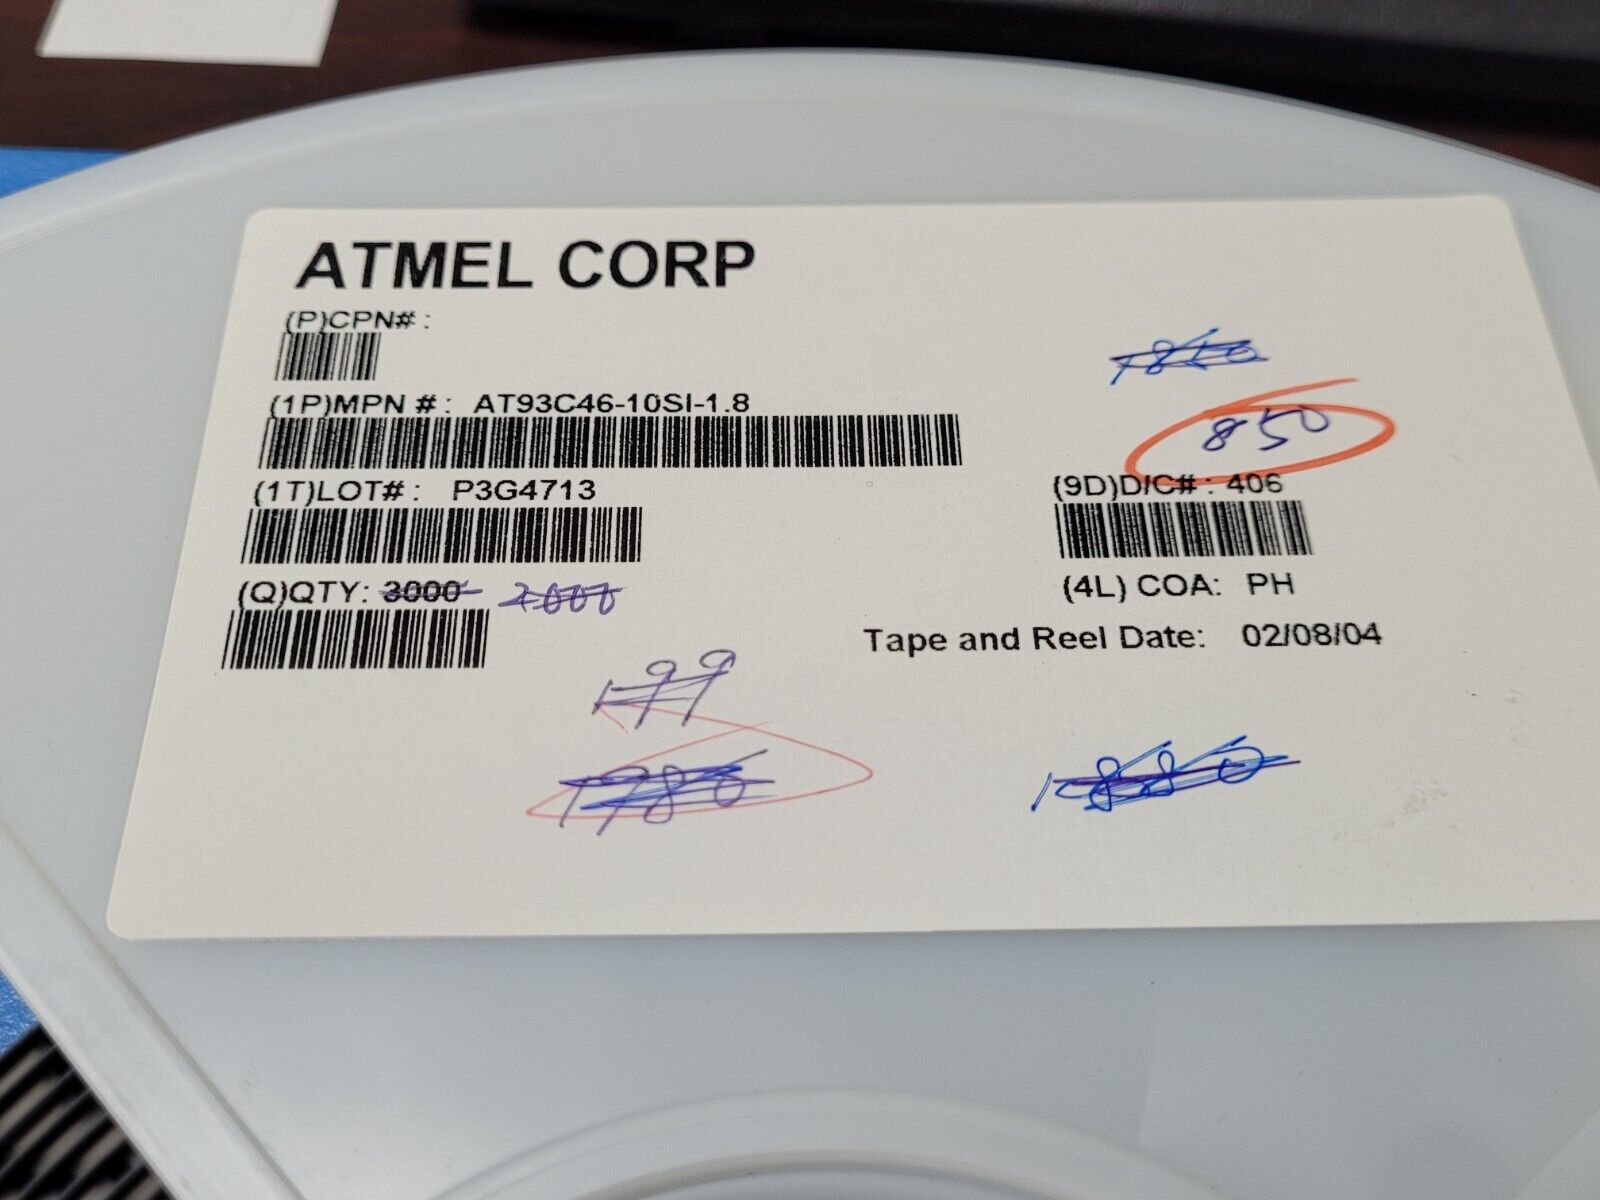 ATMEL CORP
(P)CPN# :
(1P)MPN # : AT93C46-10SI-1.8
850
(1T)LOT# : P3G4713
(9D)D/C# : 406
(Q)QTY: 3000 2000
(4L) COA: PH
Tape and Reel Date: 02/08/04